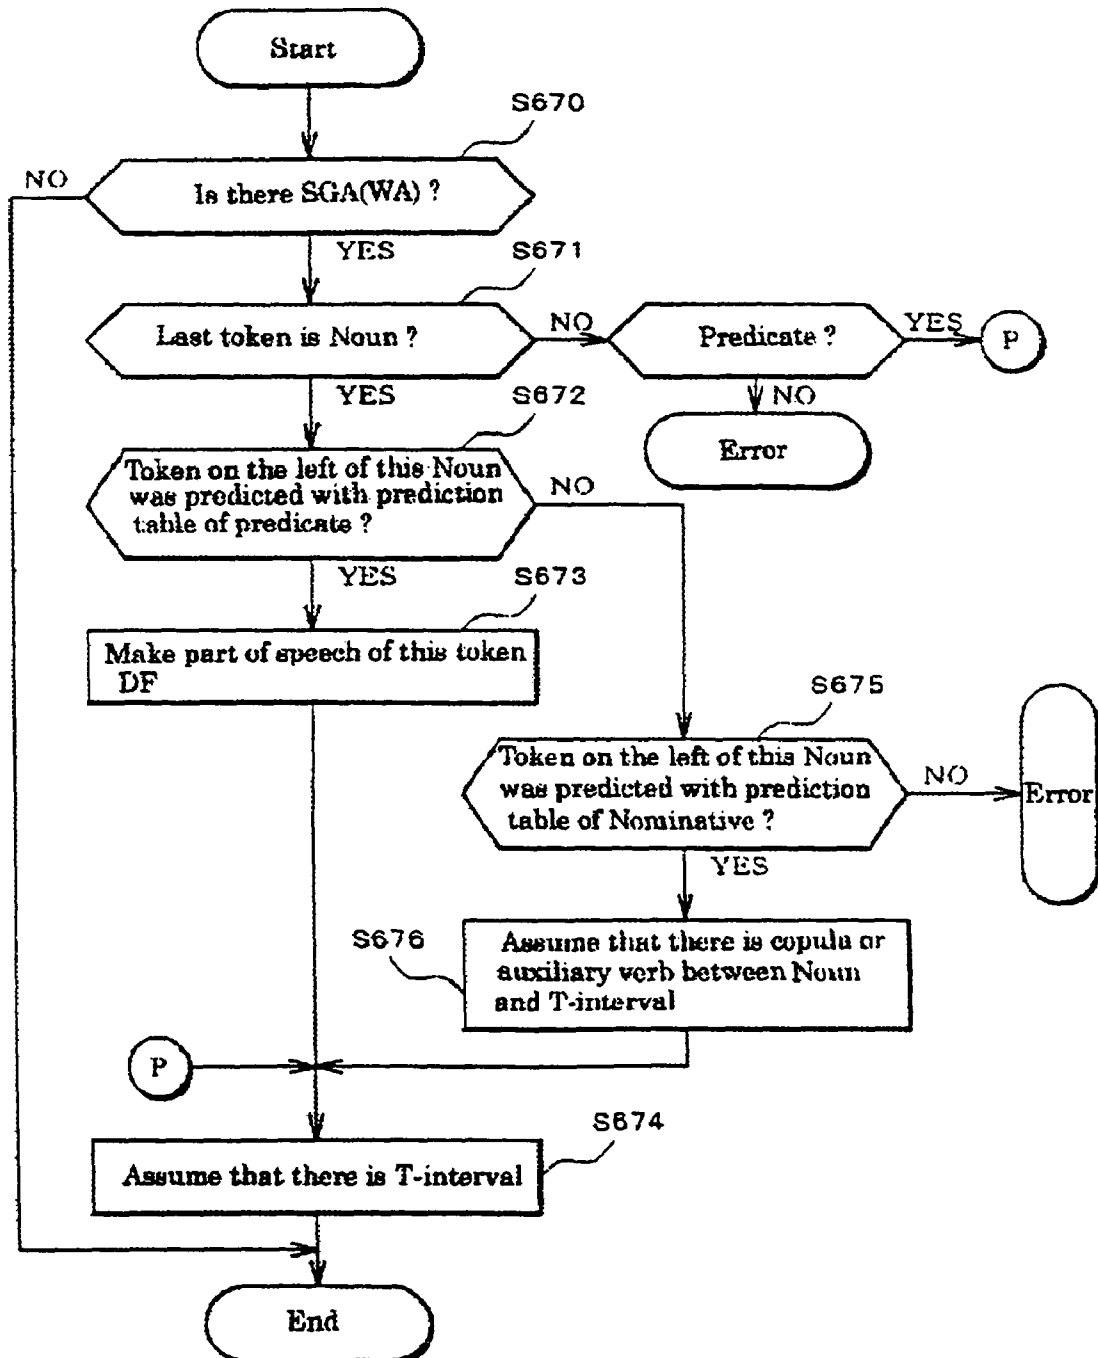 Start
S670
NO
Is there SGA(WA) ?
YES
S671
Last token is Noun ?
NO
Predicate ?
YES
P
YES
S672
NO
Error
Token on the left of this Noun
was predicted with prediction
table of predicate ?
NO
YES
S673
Make part of speech of this token
DF
S675
Token on the left of this Noun
was predicted with prediction
table of Nominative ?
NO
Error
YES
S676
Assume that there is copula or
auxiliary verb between Noun
and T-interval
P
S674
Assume that there is T-interval
End